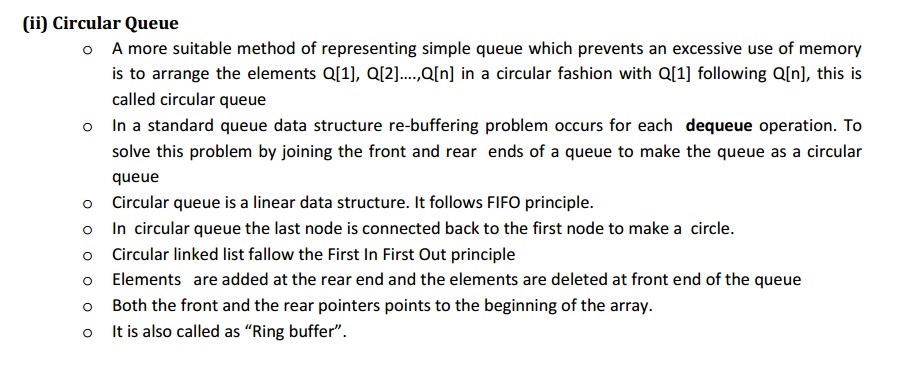 (ii) Circular Queue
o A more suitable method of representing simple queue which prevents an excessive use of memory
is to arrange the elements Q[1], Q[2]....,Q[n] in a circular fashion with Q[1] following Q[n], this is
called circular queue
o In a standard queue data structure re-buffering problem occurs for each dequeue operation. To
solve this problem by joining the front and rear ends of a queue to make the queue as a circular
queue
o Circular queue is a linear data structure. It follows FIFO principle.
o In circular queue the last node is connected back to the first node to make a circle.
o Circular linked list fallow the First In First Out principle
o Elements are added at the rear end and the elements are deleted at front end of the queue
o Both the front and the rear pointers points to the beginning of the array.
o It is also called as “Ring buffer”.